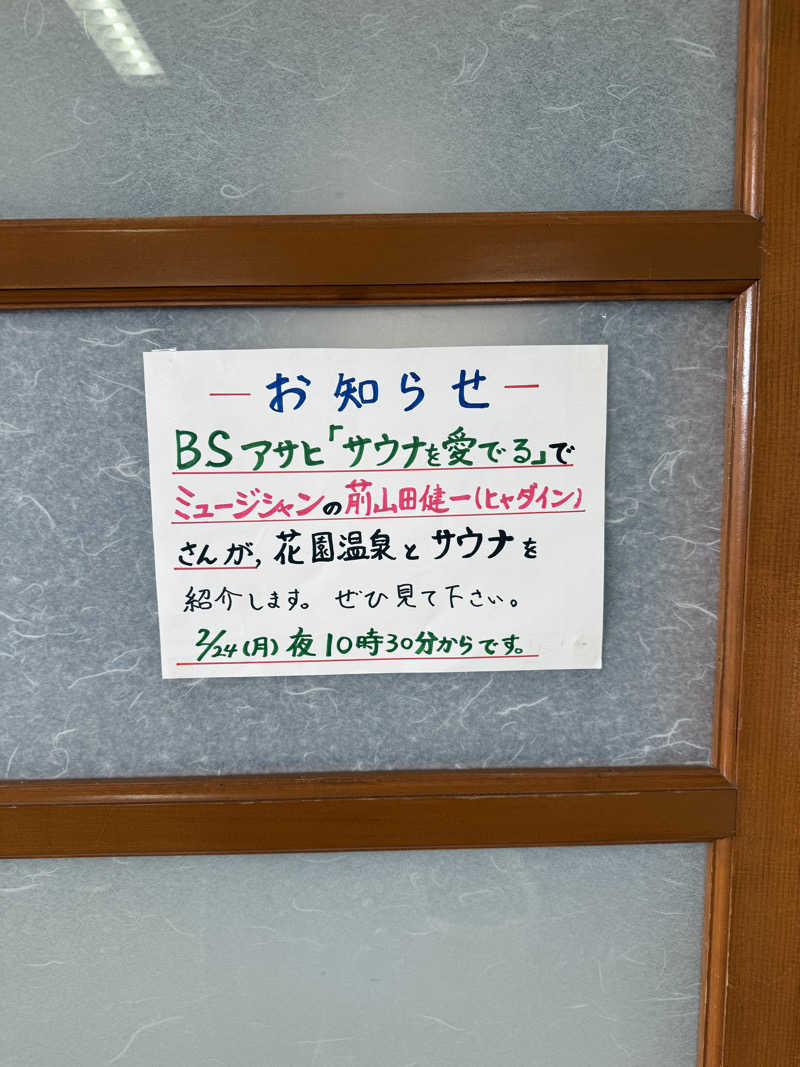 ― お知らせ ―
BSアサヒ「サウナを愛でる」で
ミュージシャンの前山田健一(ヒャダイン)
さんが、花園温泉とサウナを
紹介します。ぜひ見て下さい。
2/24(月)夜10時30分からです。